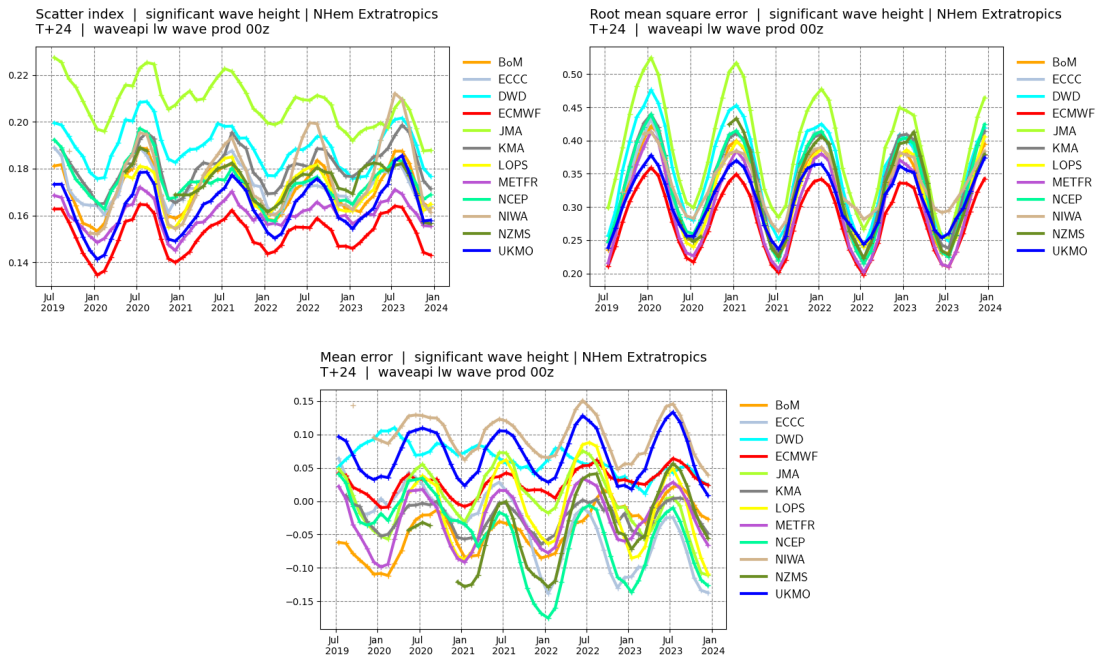 Scatter index | significant wave height | NHem Extratropics
T+24 | waveapi lw wave prod 00z
0.22
0.20
0.18
0.16
0.14
Jul 2019
Jan 2020
Jul 2020
Jan 2021
Jul 2021
Jan 2022
Jul 2022
Jan 2023
Jul 2023
Jan 2024
BoM
ECCC
DWD
ECMWF
JMA
KMA
LOPS
METFR
NCEP
NIWA
NZMS
UKMO
Root mean square error | significant wave height | NHem Extratropics
T+24 | waveapi lw wave prod 00z
0.50
0.45
0.40
0.35
0.30
0.25
0.20
Jul 2019
Jan 2020
Jul 2020
Jan 2021
Jul 2021
Jan 2022
Jul 2022
Jan 2023
Jul 2023
Jan 2024
BoM
ECCC
DWD
ECMWF
JMA
KMA
LOPS
METFR
NCEP
NIWA
NZMS
UKMO
Mean error | significant wave height | NHem Extratropics
T+24 | waveapi lw wave prod 00z
0.15
0.10
0.05
0.00
−0.05
−0.10
−0.15
Jul 2019
Jan 2020
Jul 2020
Jan 2021
Jul 2021
Jan 2022
Jul 2022
Jan 2023
Jul 2023
Jan 2024
BoM
ECCC
DWD
ECMWF
JMA
KMA
LOPS
METFR
NCEP
NIWA
NZMS
UKMO